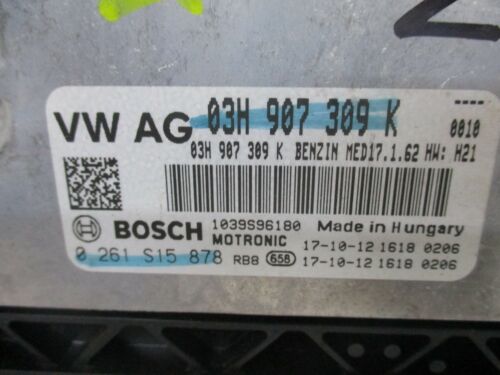 VW AG 03H 907 309 K
----
0010
03H 907 309 K BENZIN MED17.1.62 HW: H21
BOSCH 1039S96180 Made in Hungary
MOTRONIC 17-10-12 1618 0206
0 261 S15 878 RB8 658 17-10-12 1618 0206